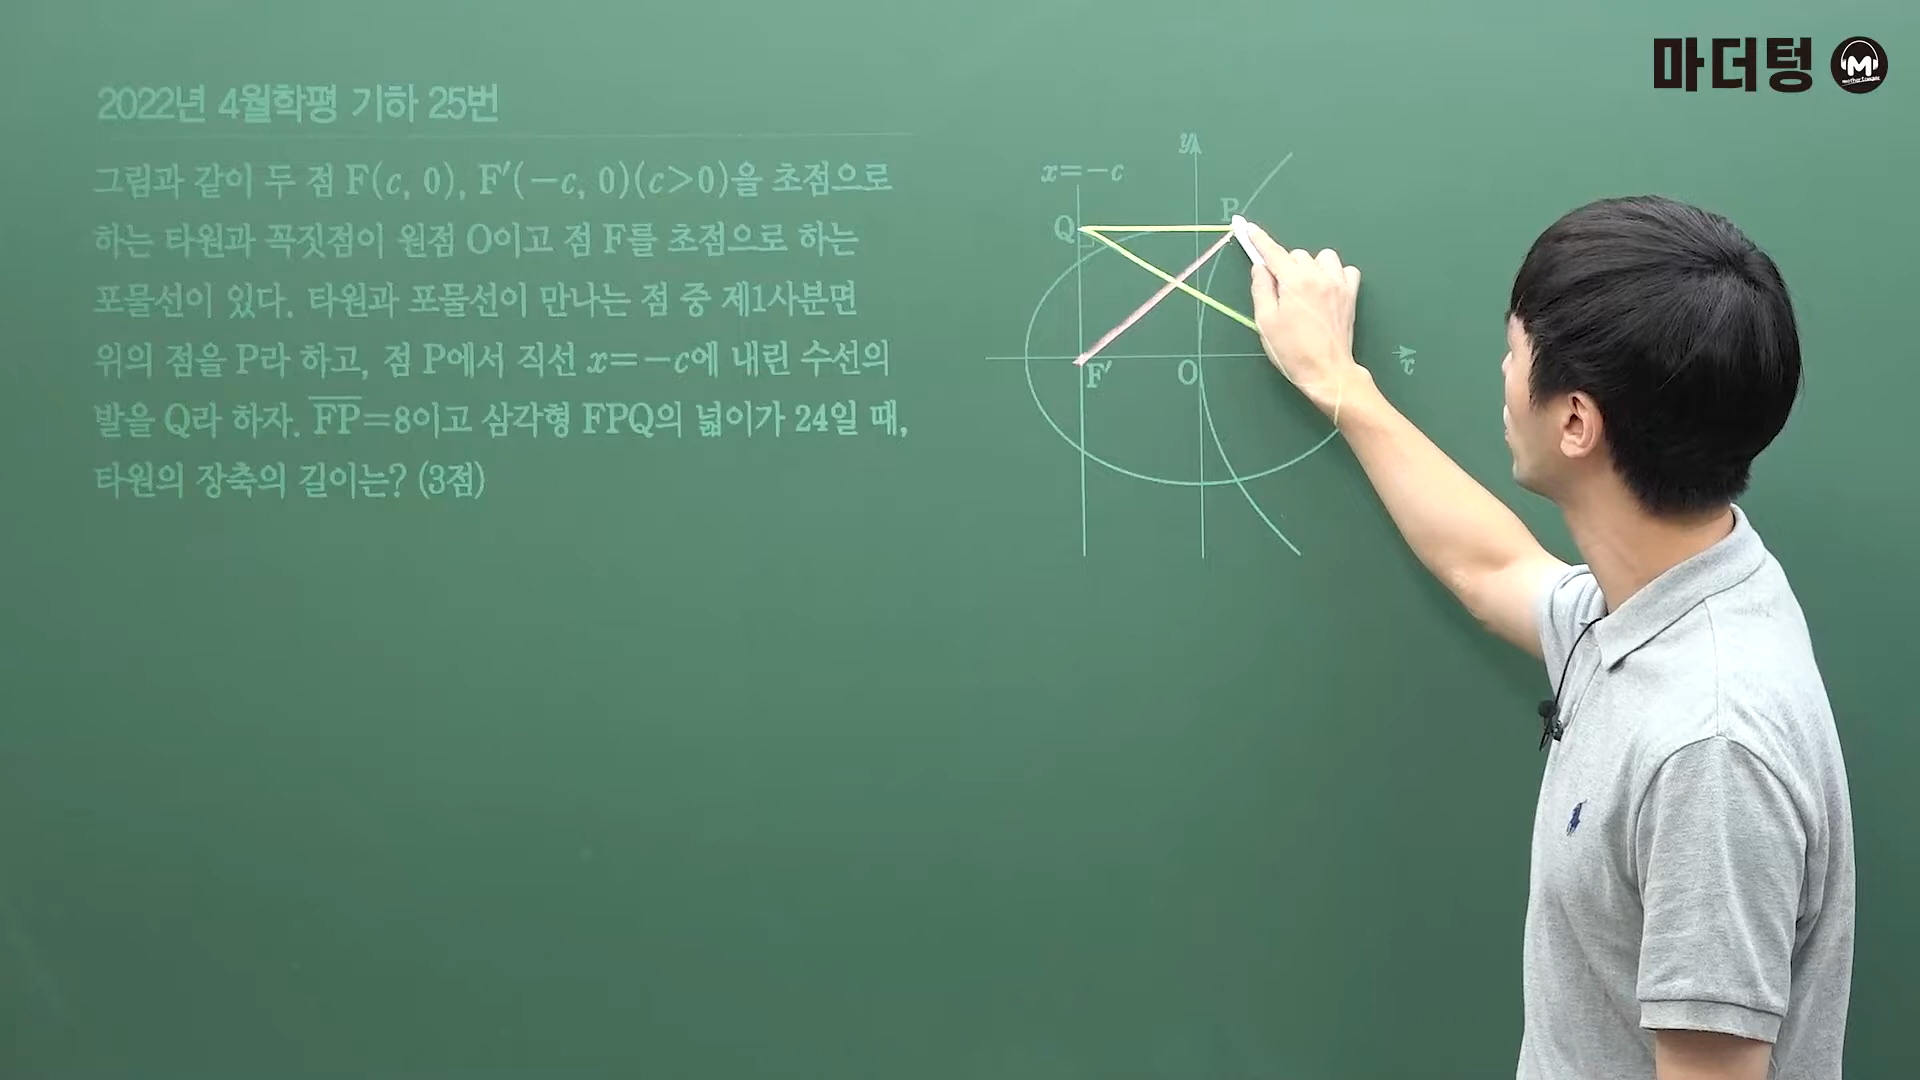 마더텅
M
2022년 4월학평 기하 25번
그림과 같이 두 점 F(c, 0), F′(−c, 0)(c>0)을 초점으로
하는 타원과 꼭짓점이 원점 O이고 점 F를 초점으로 하는
포물선이 있다. 타원과 포물선이 만나는 점 중 제1사분면
위의 점을 P라 하고, 점 P에서 직선 x=−c에 내린 수선의
발을 Q라 하자. F̅P̅=8이고 삼각형 FPQ의 넓이가 24일 때,
타원의 장축의 길이는? (3점)
y
x=−c
P
Q
F′
O
x